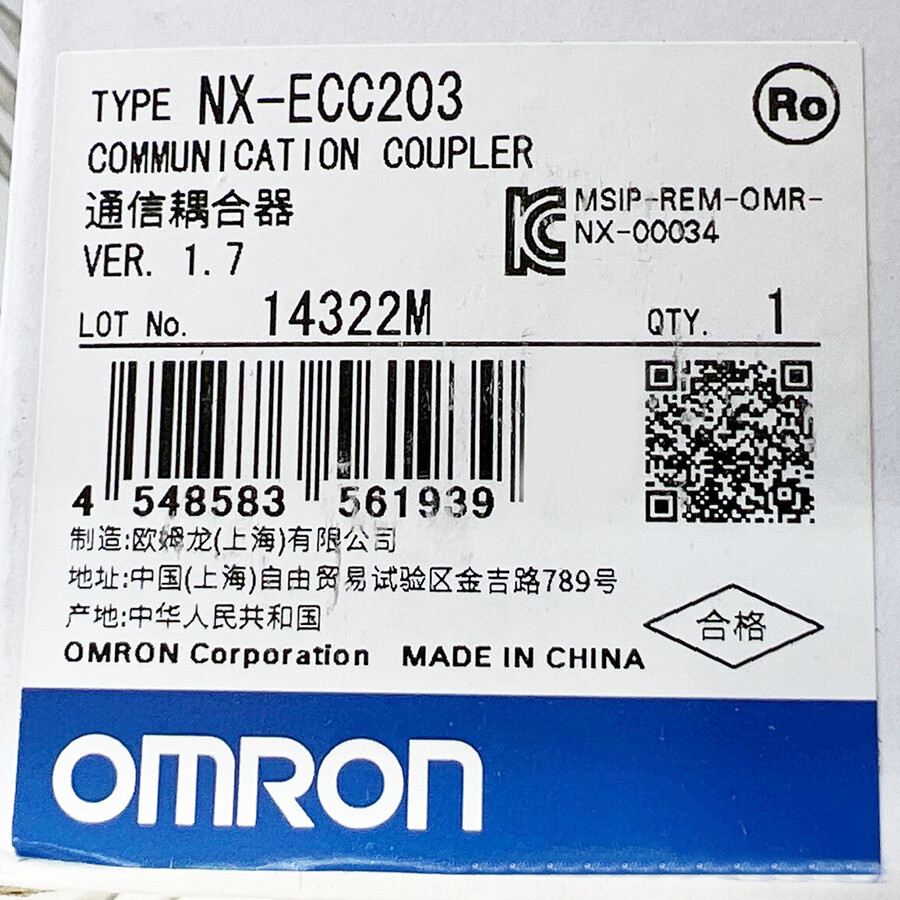 TYPE NX-ECC203
Ro
COMMUNICATION COUPLER
通信耦合器
MSIP-REM-OMR-
NX-00034
VER. 1.7
LOT No. 14322M QTY. 1
4 548583 561939
制造:欧姆龙(上海)有限公司
地址:中国(上海)自由贸易试验区金吉路789号
产地:中华人民共和国
合格
OMRON Corporation MADE IN CHINA
OMRON